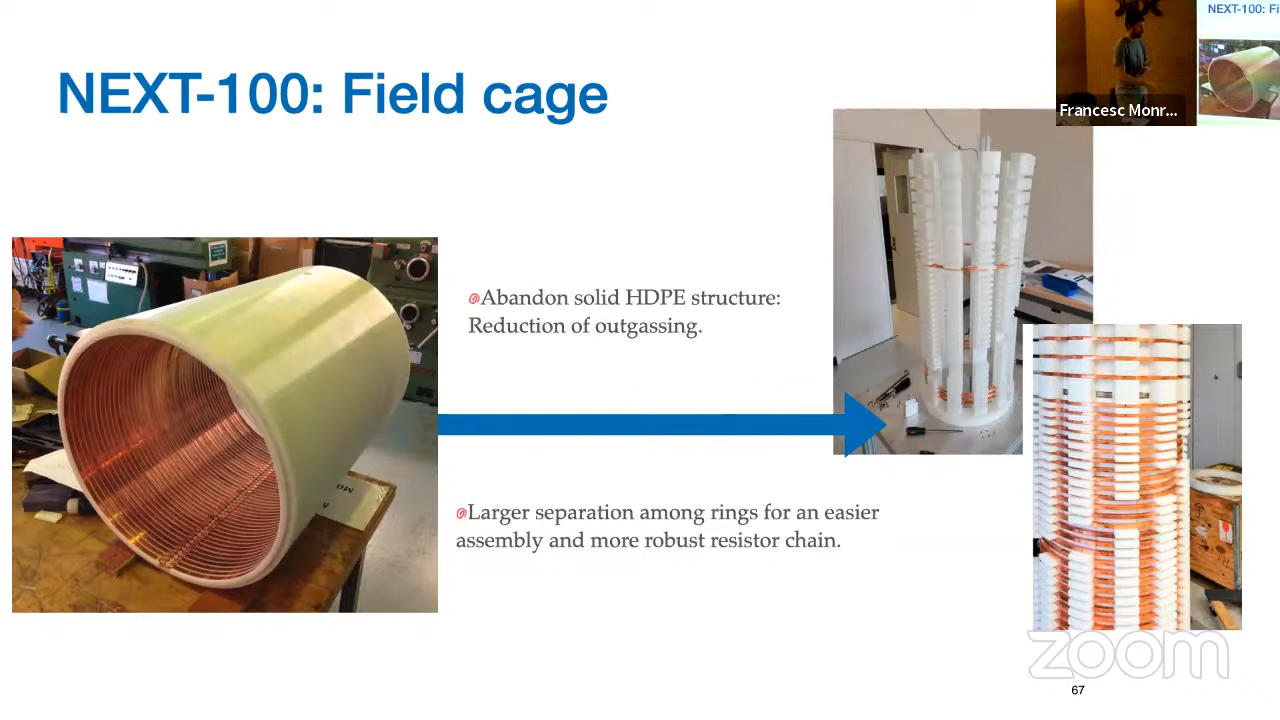 NEXT-100: Field cage
NEXT-100: Fi
Francesc Monr...
Abandon solid HDPE structure:
Reduction of outgassing.
Larger separation among rings for an easier
assembly and more robust resistor chain.
zoom
67